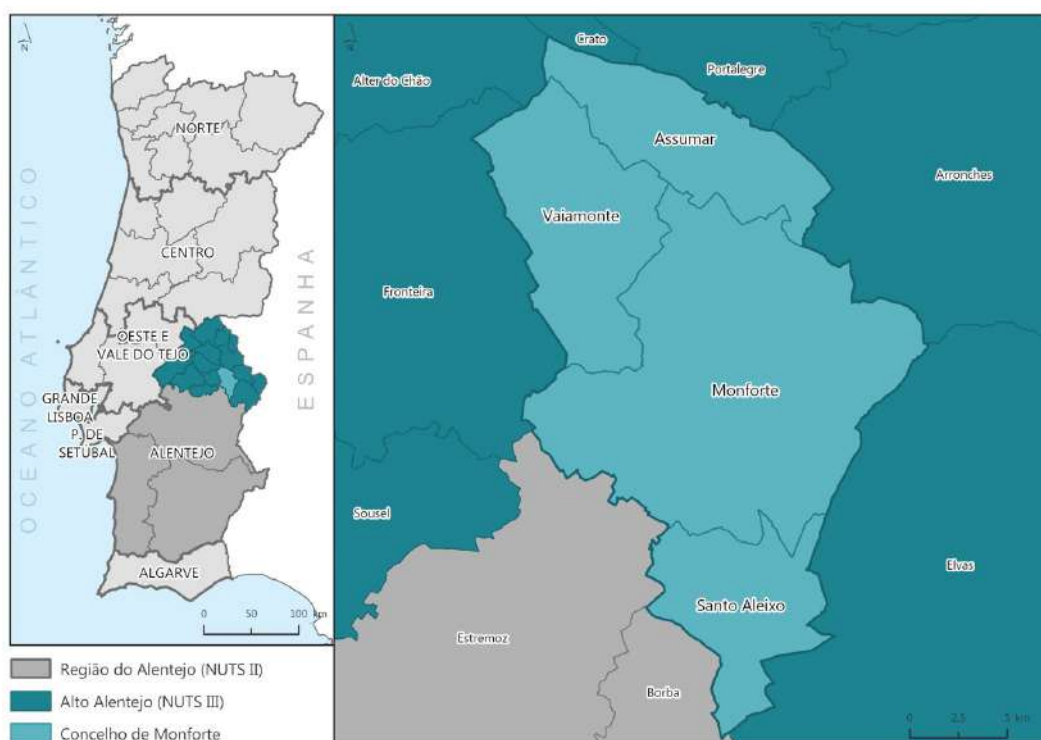 N
NORTE
CENTRO
OESTE E
VALE DO TEJO
GRANDE
LISBOA
P. DE
SETUBAL
ALENTEJO
ALGARVE
OCEANO ATLÂNTICO
ESPANHA
0 50 100 km
Região do Alentejo (NUTS II)
Alto Alentejo (NUTS III)
Concelho de Monforte
N
Crato
Portalegre
Alter do Chão
Assumar
Arronches
Vaiamonte
Fronteira
Monforte
Sousel
Elvas
Santo Aleixo
Estremoz
Borba
0 2,5 5 km